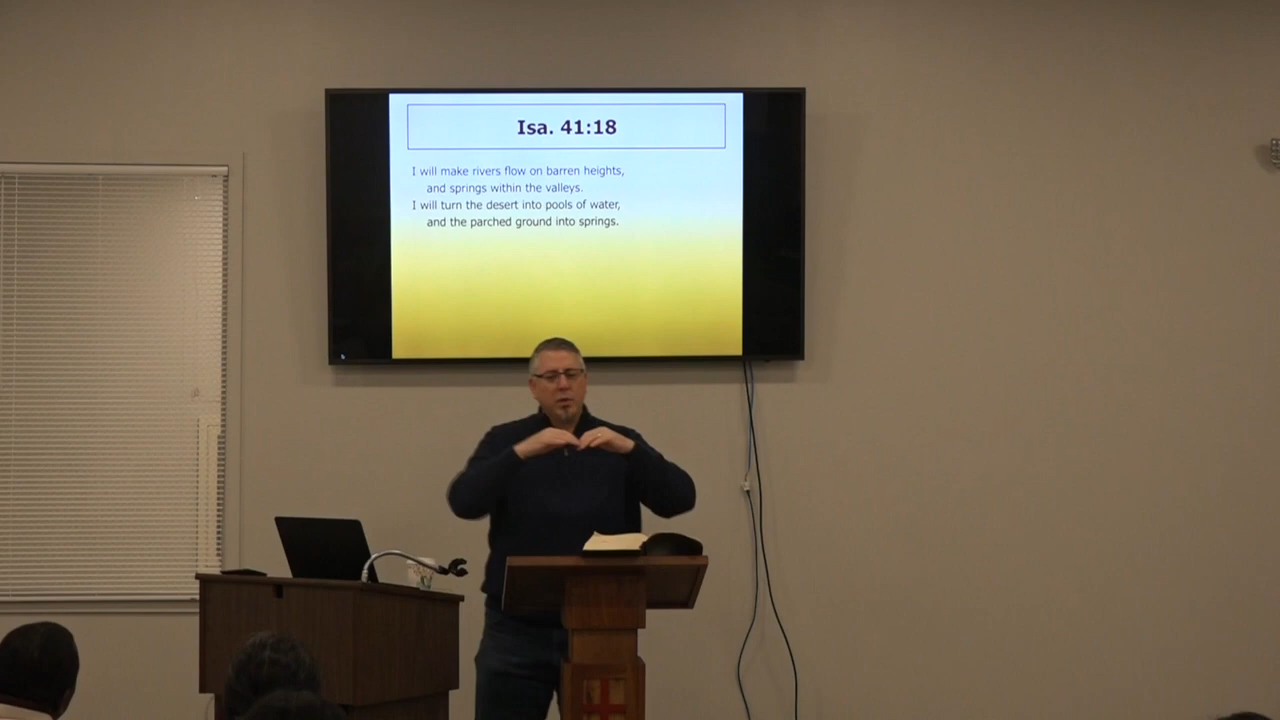 Isa. 41:18
I will make rivers flow on barren heights,
and springs within the valleys.
I will turn the desert into pools of water,
and the parched ground into springs.